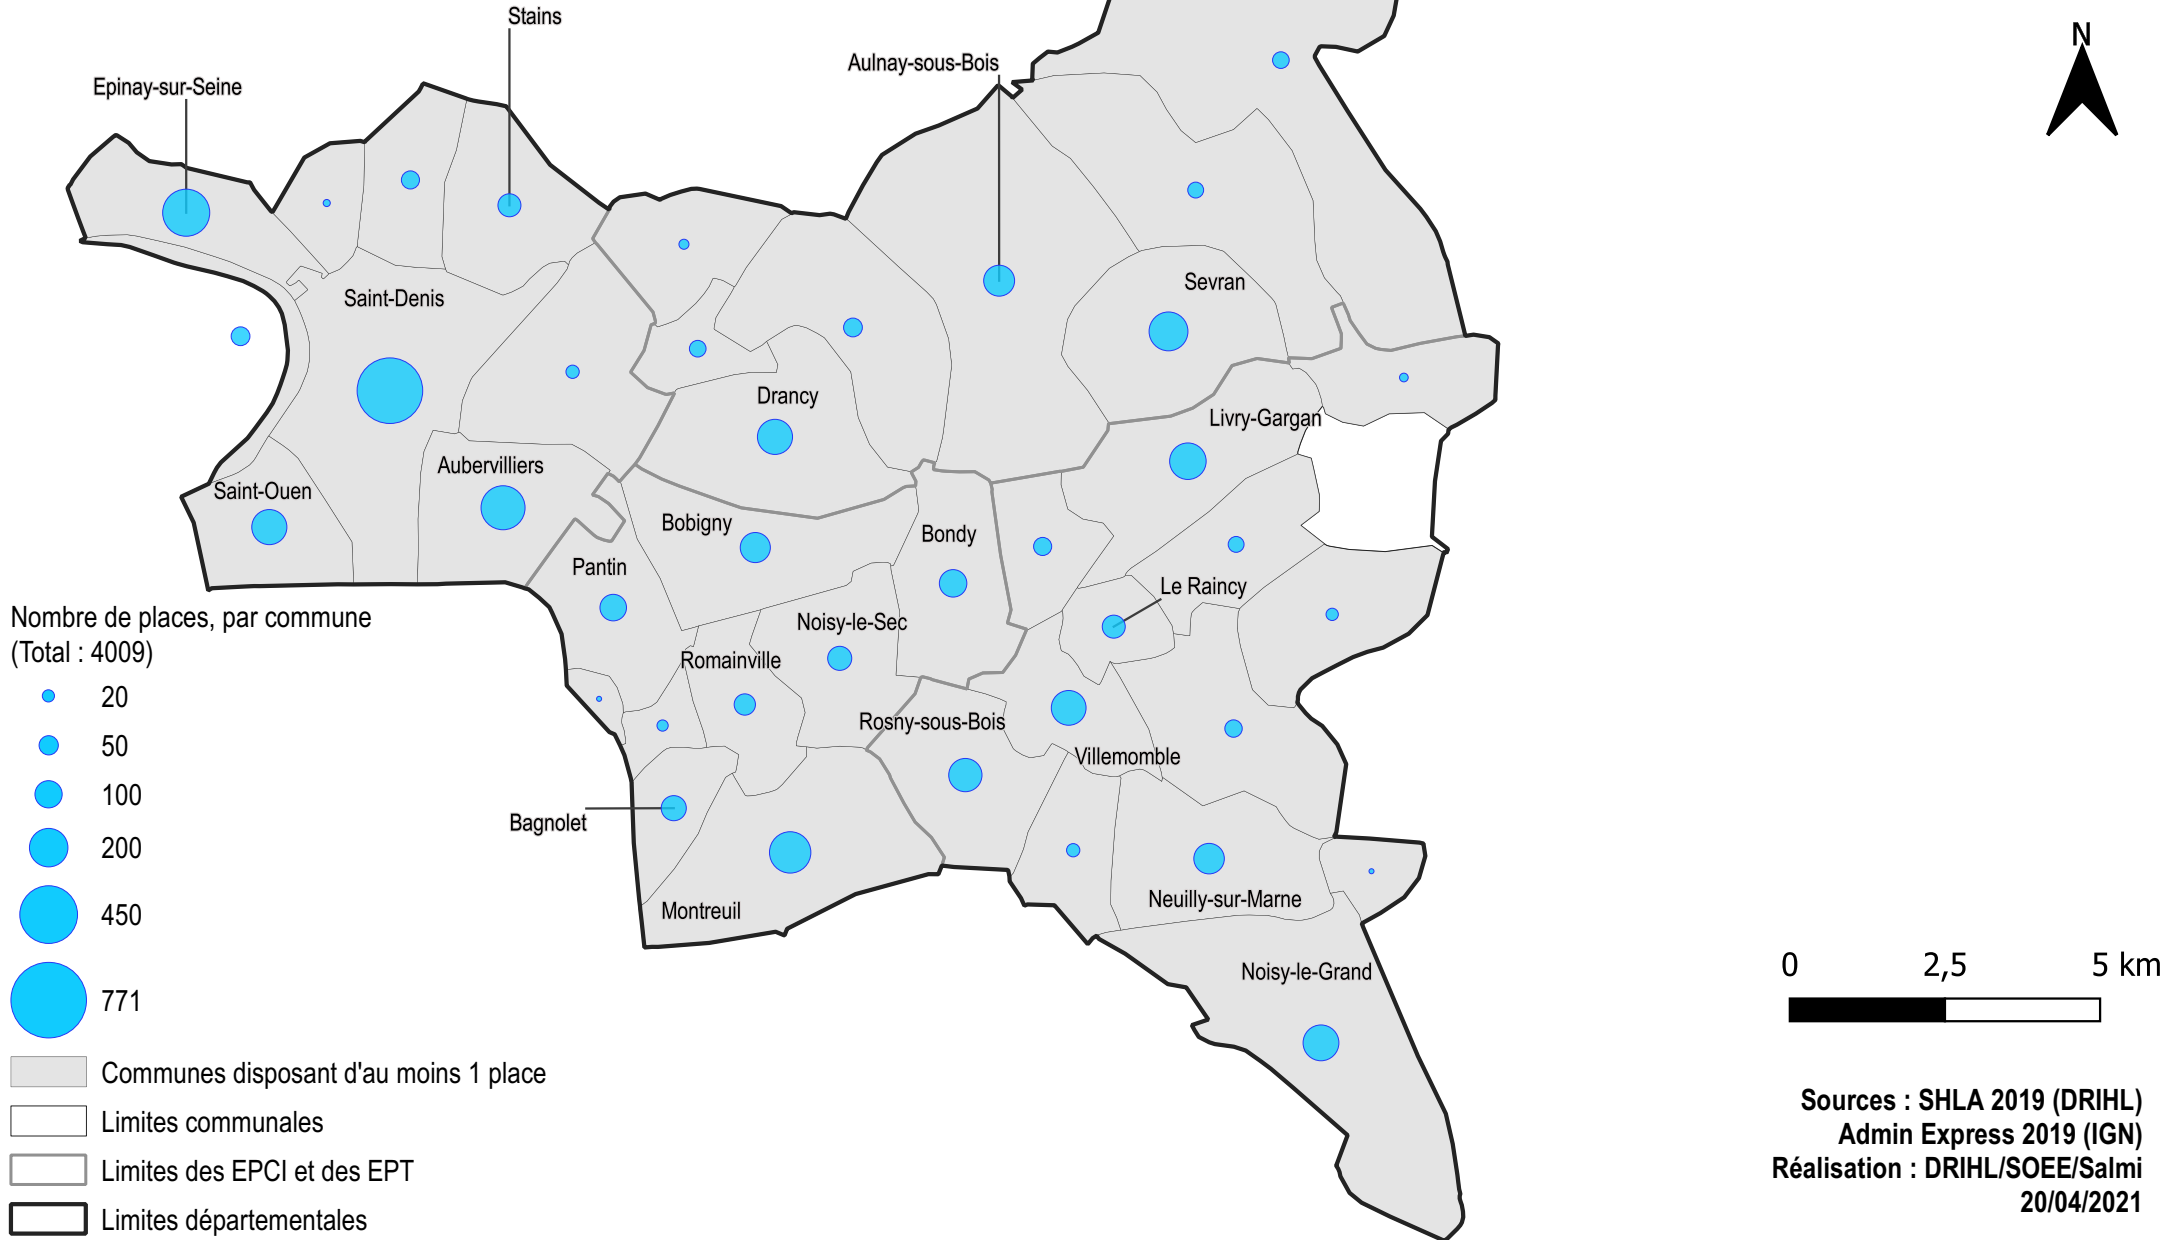 Stains
N
Aulnay-sous-Bois
Epinay-sur-Seine
Sevran
Saint-Denis
Drancy
Livry-Gargan
Aubervilliers
Saint-Ouen
Bobigny
Bondy
Pantin
Le Raincy
Noisy-le-Sec
Romainville
Rosny-sous-Bois
Villemomble
Bagnolet
Neuilly-sur-Marne
Montreuil
Noisy-le-Grand
Nombre de places, par commune
(Total : 4009)
20
50
100
200
450
771
Communes disposant d'au moins 1 place
Limites communales
Limites des EPCI et des EPT
Limites départementales
0 2,5 5 km
Sources : SHLA 2019 (DRIHL)
Admin Express 2019 (IGN)
Réalisation : DRIHL/SOEE/Salmi
20/04/2021